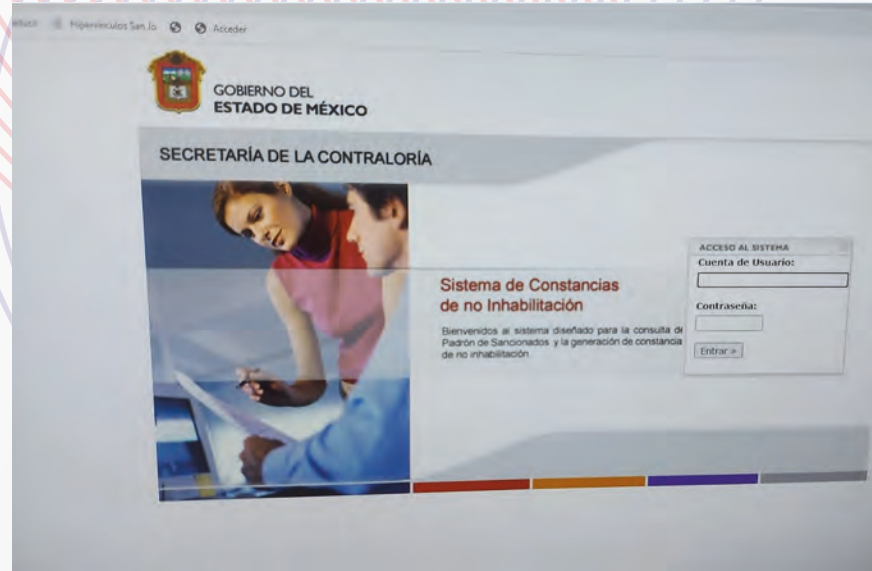 Hipervinculos San Jo
Acceder
GOBIERNO DEL
ESTADO DE MÉXICO
SECRETARÍA DE LA CONTRALORÍA
Sistema de Constancias
de no Inhabilitación
Bienvenidos al sistema diseñado para la consulta de
Padrón de Sancionados y la generación de constancia
de no inhabilitación
ACCESO AL SISTEMA
Cuenta de Usuario:
Contraseña:
Entrar »